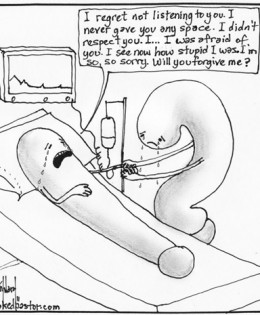 I regret not listening to you. I
never gave you any space. I didn't
respect you. I... I was afraid of
you. I see now how stupid I was. I'm
so, so sorry. Will you forgive me?